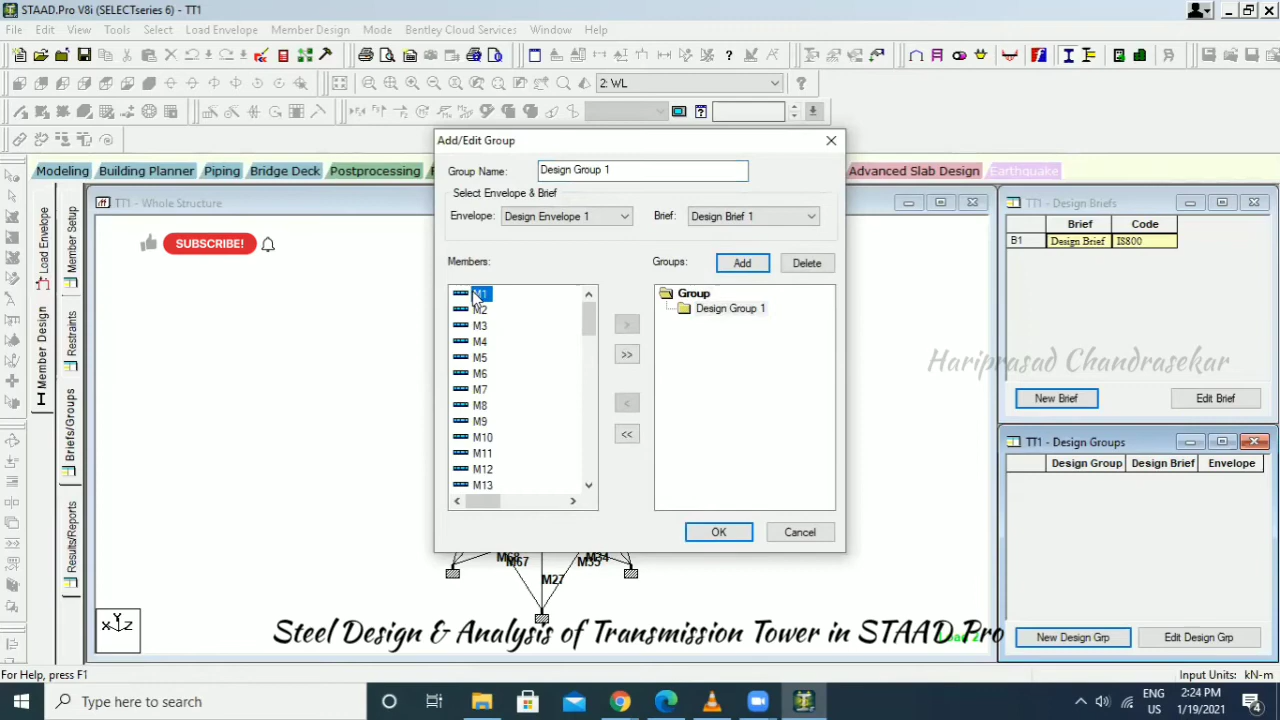 STAAD.Pro V8i (SELECTseries 6) - TT1
File Edit View Tools Select Load Envelope Member Design Mode Bentley Cloud Services Window Help
2: WL
Modeling Building Planner Piping Bridge Deck Postprocessing Advanced Slab Design Earthquake
TT1 - Whole Structure
SUBSCRIBE!
Load Envelope
Member Design
Member Setup
Restraints
Briefs/Groups
Results/Reports
Add/Edit Group
Group Name: Design Group 1
Select Envelope & Brief
Envelope: Design Envelope 1 Brief: Design Brief 1
Members: Groups: Add Delete
M1
M2
M3
M4
M5
M6
M7
M8
M9
M10
M11
M12
M13
>
>>
<
<<
Group
Design Group 1
OK Cancel
TT1 - Design Briefs
Brief Code
B1 Design Brief IS800
New Brief Edit Brief
Hariprasad Chandrasekar
TT1 - Design Groups
Design Group Design Brief Envelope
New Design Grp Edit Design Grp
M67 M35 M34
M27
Y
X Z
Steel Design & Analysis of Transmission Tower in STAAD Pro
For Help, press F1
Input Units: kN-m
Type here to search
ENG
US
2:24 PM
1/19/2021
4